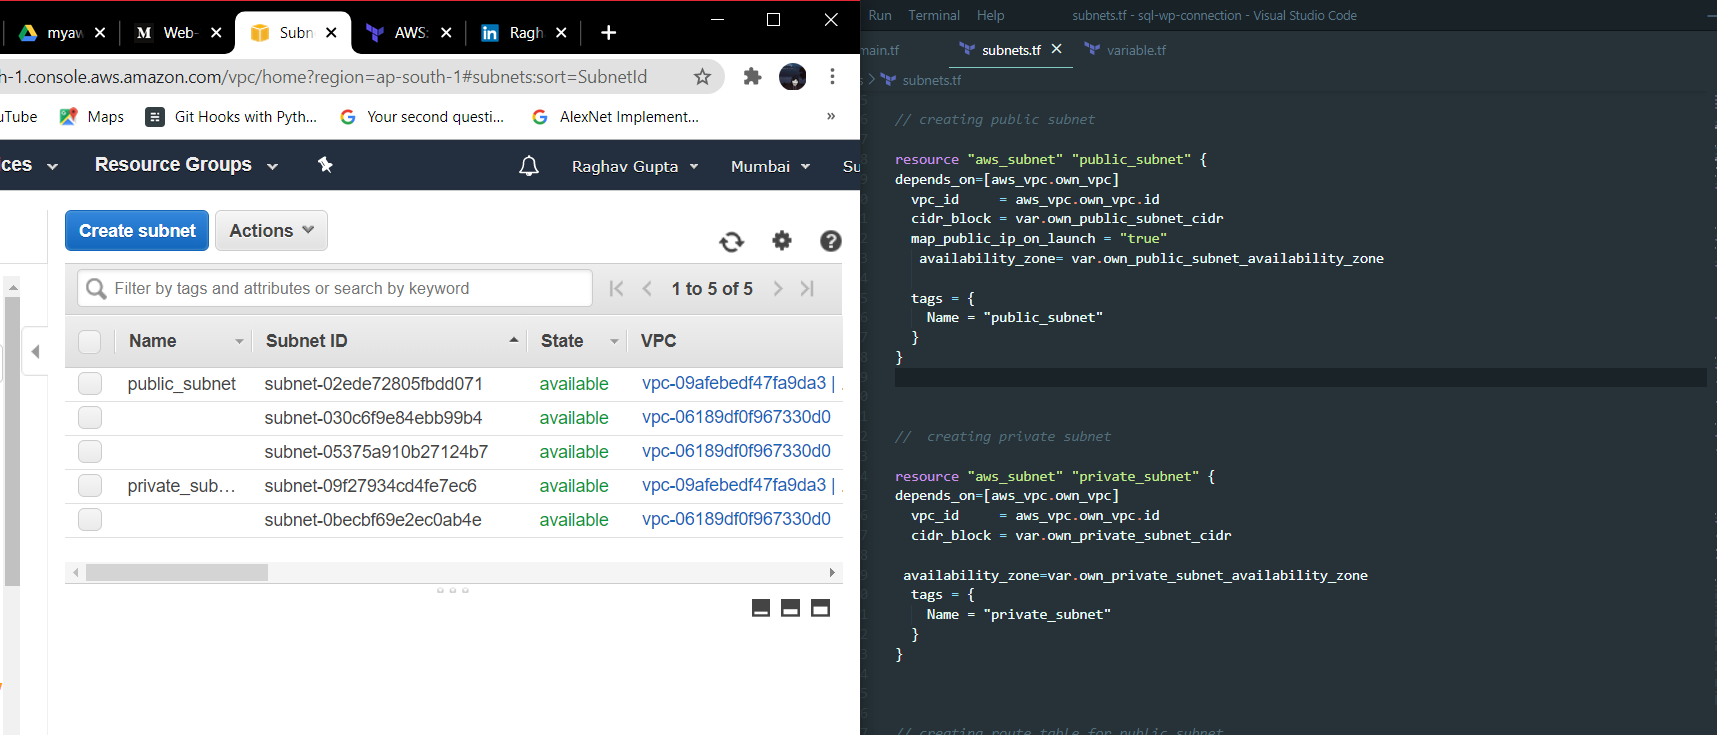 myaw
Web-
Subn
AWS:
Ragh
h-1.console.aws.amazon.com/vpc/home?region=ap-south-1#subnets:sort=SubnetId
uTube
Maps
Git Hooks with Pyth...
Your second questi...
AlexNet Implement...
»
ces
Resource Groups
Raghav Gupta
Mumbai
Su
Create subnet
Actions
Filter by tags and attributes or search by keyword
1 to 5 of 5
Name Subnet ID State VPC
public_subnet subnet-02ede72805fbdd071 available vpc-09afebedf47fa9da3 | .
subnet-030c6f9e84ebb99b4 available vpc-06189df0f967330d0
subnet-05375a910b27124b7 available vpc-06189df0f967330d0
private_sub... subnet-09f27934cd4fe7ec6 available vpc-09afebedf47fa9da3 | .
subnet-0becbf69e2ec0ab4e available vpc-06189df0f967330d0
Run Terminal Help subnets.tf - sql-wp-connection - Visual Studio Code
main.tf subnets.tf variable.tf
s > subnets.tf
// creating public subnet
resource "aws_subnet" "public_subnet" {
depends_on=[aws_vpc.own_vpc]
vpc_id = aws_vpc.own_vpc.id
cidr_block = var.own_public_subnet_cidr
map_public_ip_on_launch = "true"
availability_zone= var.own_public_subnet_availability_zone
tags = {
Name = "public_subnet"
}
}
// creating private subnet
resource "aws_subnet" "private_subnet" {
depends_on=[aws_vpc.own_vpc]
vpc_id = aws_vpc.own_vpc.id
cidr_block = var.own_private_subnet_cidr
availability_zone=var.own_private_subnet_availability_zone
tags = {
Name = "private_subnet"
}
}
// creating route table for public subnet